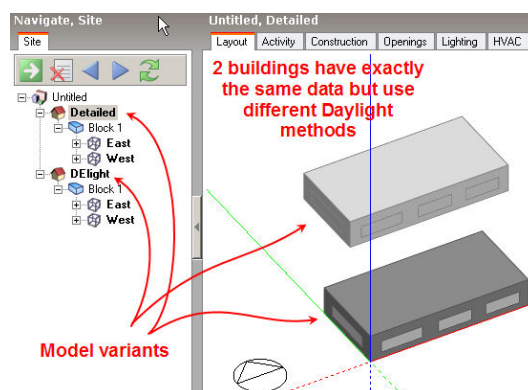 Navigate, Site
Untitled, Detailed
Site
Layout
Activity
Construction
Openings
Lighting
HVAC
Untitled
Detailed
Block 1
East
West
DElight
Block 1
East
West
2 buildings have exactly
the same data but use
different Daylight
methods
Model variants